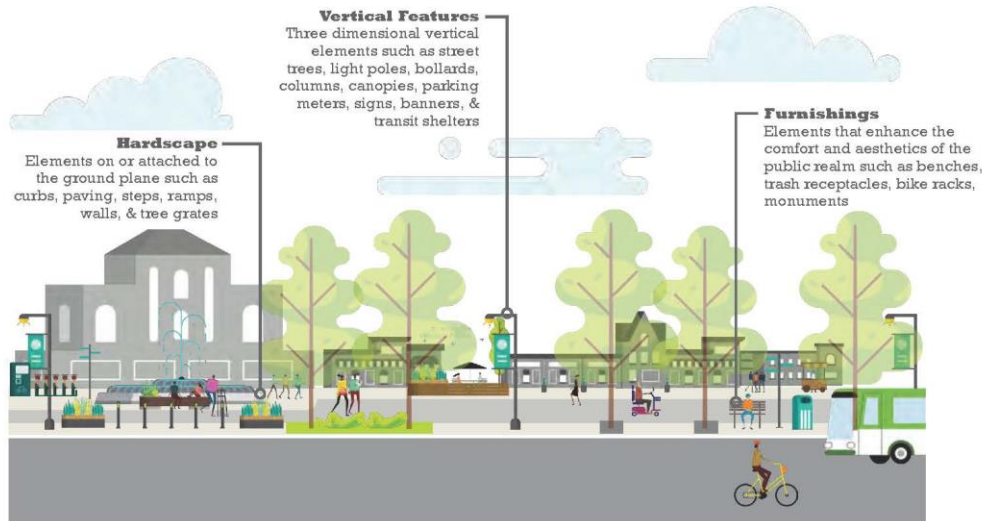 Vertical Features
Three dimensional vertical
elements such as street
trees, light poles, bollards,
columns, canopies, parking
meters, signs, banners, &
transit shelters
Hardscape
Elements on or attached to
the ground plane such as
curbs, paving, steps, ramps,
walls, & tree grates
Furnishings
Elements that enhance the
comfort and aesthetics of the
public realm such as benches,
trash receptacles, bike racks,
monuments